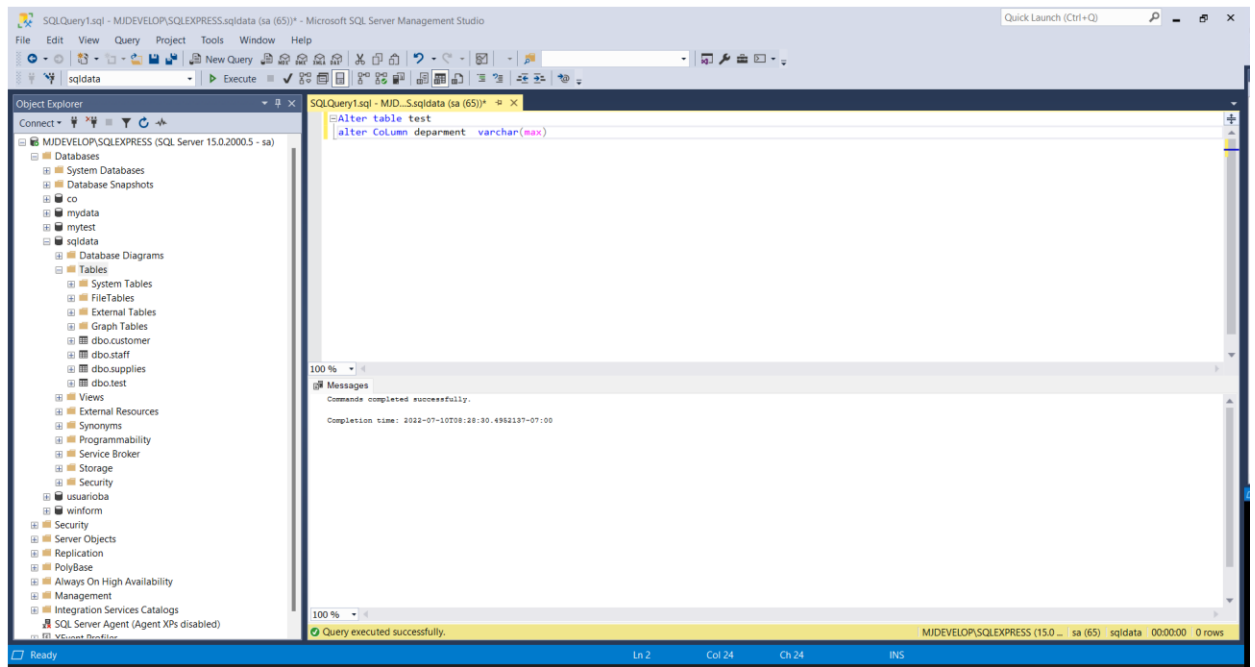 SQLQuery1.sql - MJDEVELOP\SQLEXPRESS.sqldata (sa (65))* - Microsoft SQL Server Management Studio
Quick Launch (Ctrl+Q)
File Edit View Query Project Tools Window Help
New Query
sqldata Execute
Object Explorer
Connect
MJDEVELOP\SQLEXPRESS (SQL Server 15.0.2000.5 - sa)
Databases
System Databases
Database Snapshots
co
mydata
mytest
sqldata
Database Diagrams
Tables
System Tables
FileTables
External Tables
Graph Tables
dbo.customer
dbo.staff
dbo.supplies
dbo.test
Views
External Resources
Synonyms
Programmability
Service Broker
Storage
Security
usuarioba
winform
Security
Server Objects
Replication
PolyBase
Always On High Availability
Management
Integration Services Catalogs
SQL Server Agent (Agent XPs disabled)
XEvent Profiler
SQLQuery1.sql - MJD...S.sqldata (sa (65))*
Alter table test
alter CoLumn deparment varchar(max)
100 %
Messages
Commands completed successfully.
Completion time: 2022-07-10T08:28:30.4952137-07:00
100 %
Query executed successfully.
MJDEVELOP\SQLEXPRESS (15.0 ... sa (65) sqldata 00:00:00 0 rows
Ready Ln 2 Col 24 Ch 24 INS